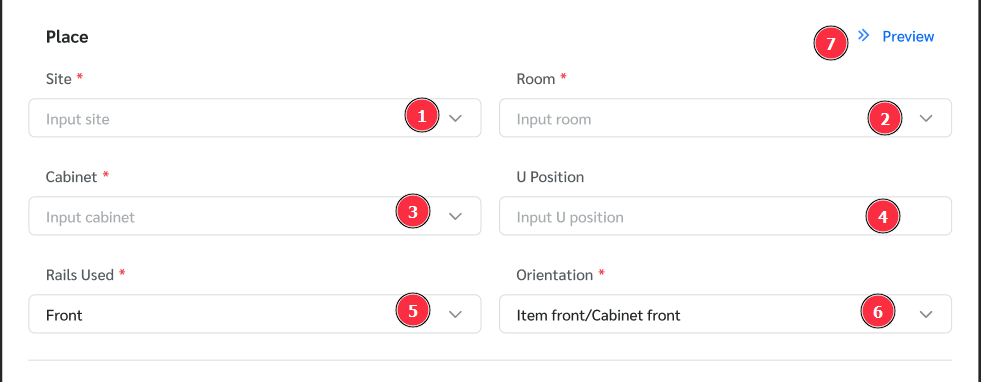 Place
7 Preview
Site * Room *
Input site 1 Input room 2
Cabinet * U Position
Input cabinet 3 Input U position 4
Rails Used * Orientation *
Front 5 Item front/Cabinet front 6